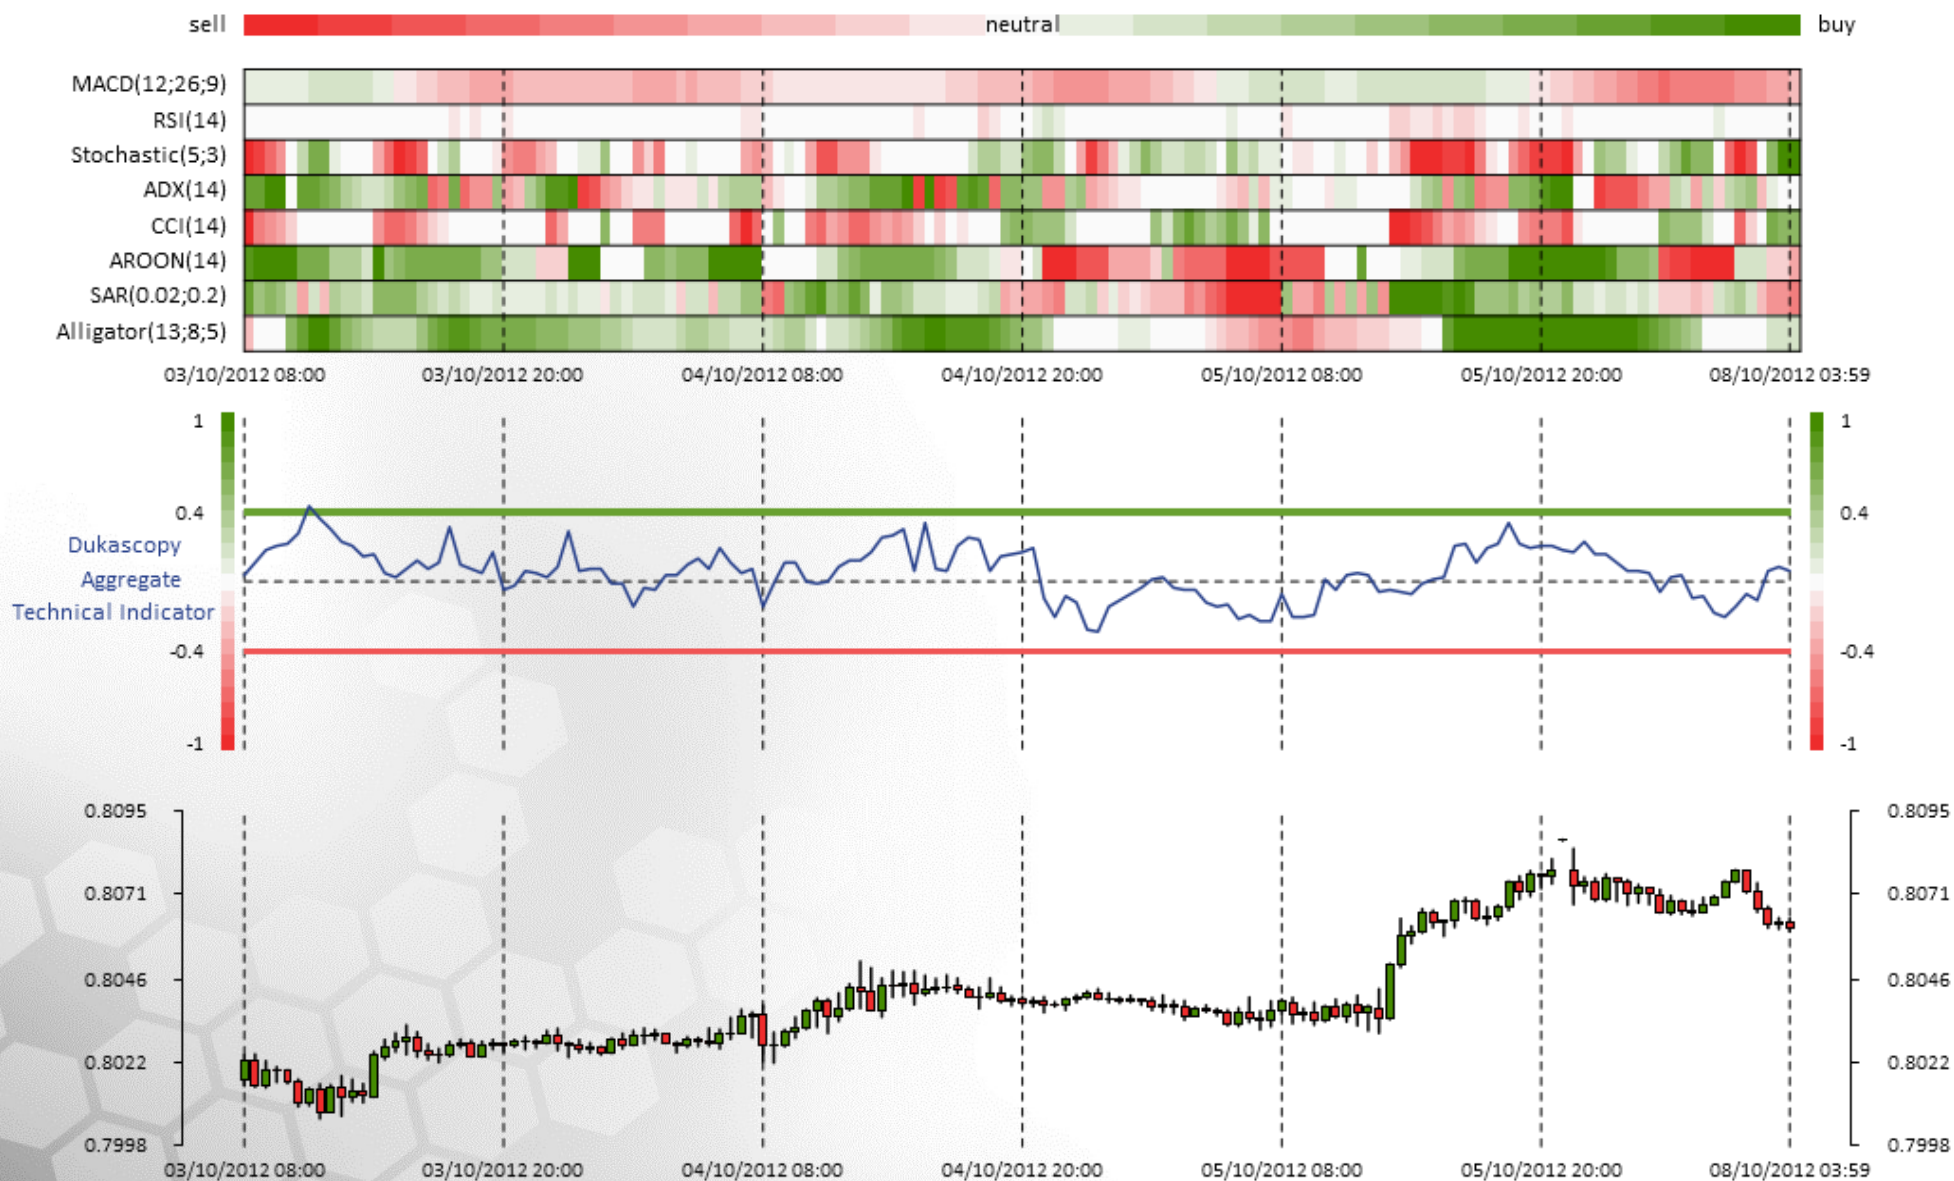 sell neutral buy
MACD(12;26;9)
RSI(14)
Stochastic(5;3)
ADX(14)
CCI(14)
AROON(14)
SAR(0.02;0.2)
Alligator(13;8;5)
03/10/2012 08:00 03/10/2012 20:00 04/10/2012 08:00 04/10/2012 20:00 05/10/2012 08:00 05/10/2012 20:00 08/10/2012 03:59
1 1
0.4 0.4
Dukascopy
Aggregate
Technical Indicator
-0.4 -0.4
-1 -1
0.8095 0.8095
0.8071 0.8071
0.8046 0.8046
0.8022 0.8022
0.7998 0.7998
03/10/2012 08:00 03/10/2012 20:00 04/10/2012 08:00 04/10/2012 20:00 05/10/2012 08:00 05/10/2012 20:00 08/10/2012 03:59